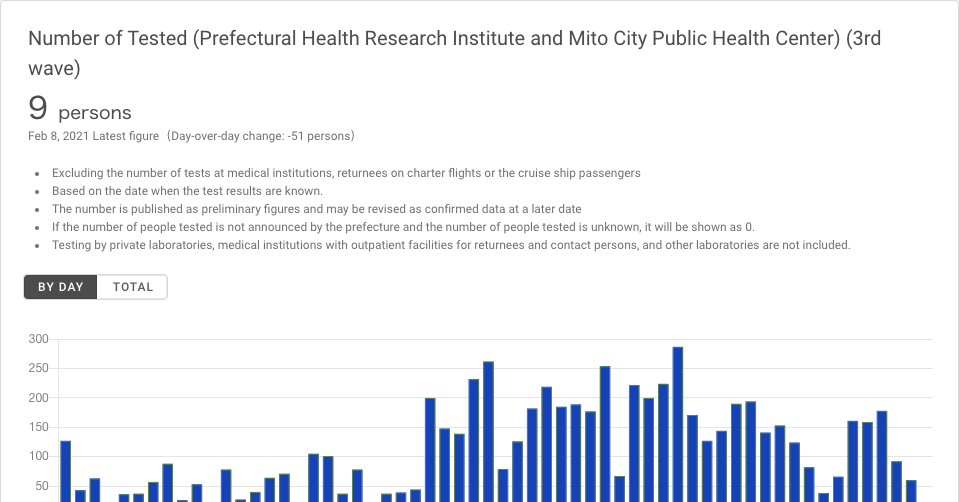 Number of Tested (Prefectural Health Research Institute and Mito City Public Health Center) (3rd
wave)
9 persons
Feb 8, 2021 Latest figure（Day-over-day change: -51 persons）
• Excluding the number of tests at medical institutions, returnees on charter flights or the cruise ship passengers
• Based on the date when the test results are known.
• The number is published as preliminary figures and may be revised as confirmed data at a later date
• If the number of people tested is not announced by the prefecture and the number of people tested is unknown, it will be shown as 0.
• Testing by private laboratories, medical institutions with outpatient facilities for returnees and contact persons, and other laboratories are not included.
BY DAY TOTAL
300
250
200
150
100
50